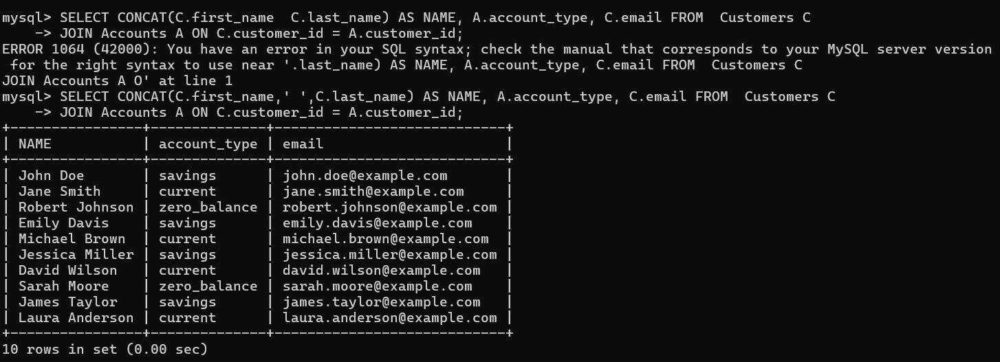 mysql> SELECT CONCAT(C.first_name  C.last_name) AS NAME, A.account_type, C.email FROM  Customers C
    -> JOIN Accounts A ON C.customer_id = A.customer_id;
ERROR 1064 (42000): You have an error in your SQL syntax; check the manual that corresponds to your MySQL server version
 for the right syntax to use near '.last_name) AS NAME, A.account_type, C.email FROM  Customers C
JOIN Accounts A O' at line 1
mysql> SELECT CONCAT(C.first_name,' ',C.last_name) AS NAME, A.account_type, C.email FROM  Customers C
    -> JOIN Accounts A ON C.customer_id = A.customer_id;
+----------------+--------------+----------------------------+
| NAME           | account_type | email                      |
+----------------+--------------+----------------------------+
| John Doe       | savings      | john.doe@example.com       |
| Jane Smith     | current      | jane.smith@example.com     |
| Robert Johnson | zero_balance | robert.johnson@example.com |
| Emily Davis    | savings      | emily.davis@example.com    |
| Michael Brown  | current      | michael.brown@example.com  |
| Jessica Miller | savings      | jessica.miller@example.com |
| David Wilson   | current      | david.wilson@example.com   |
| Sarah Moore    | zero_balance | sarah.moore@example.com    |
| James Taylor   | savings      | james.taylor@example.com   |
| Laura Anderson | current      | laura.anderson@example.com |
+----------------+--------------+----------------------------+
10 rows in set (0.00 sec)